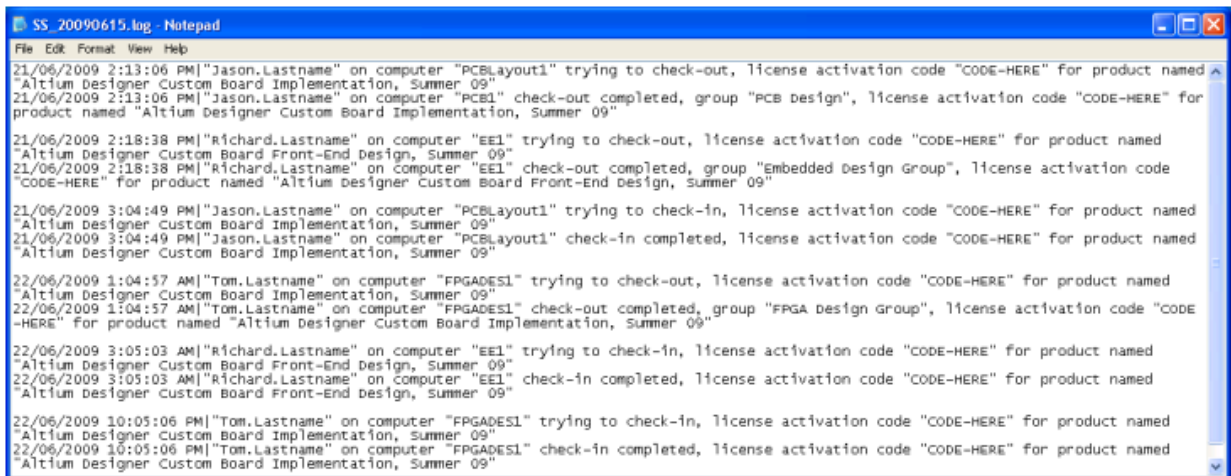 SS_20090615.log - Notepad
File Edit Format View Help
21/06/2009 2:13:06 PM|"Jason.Lastname" on computer "PCBLayout1" trying to check-out, license activation code "CODE-HERE" for product named
"Altium Designer Custom Board Implementation, Summer 09"
21/06/2009 2:13:06 PM|"Jason.Lastname" on computer "PCB1" check-out completed, group "PCB Design", license activation code "CODE-HERE" for
product named "Altium Designer Custom Board Implementation, Summer 09"
21/06/2009 2:18:38 PM|"Richard.Lastname" on computer "EE1" trying to check-out, license activation code "CODE-HERE" for product named
"Altium Designer Custom Board Front-End Design, Summer 09"
21/06/2009 2:18:38 PM|"Richard.Lastname" on computer "EE1" check-out completed, group "Embedded Design Group", license activation code
"CODE-HERE" for product named "Altium Designer Custom Board Front-End Design, Summer 09"
21/06/2009 3:04:49 PM|"Jason.Lastname" on computer "PCBLayout1" trying to check-in, license activation code "CODE-HERE" for product named
"Altium Designer Custom Board Implementation, Summer 09"
21/06/2009 3:04:49 PM|"Jason.Lastname" on computer "PCBLayout1" check-in completed, license activation code "CODE-HERE" for product named
"Altium Designer Custom Board Implementation, Summer 09"
22/06/2009 1:04:57 AM|"Tom.Lastname" on computer "FPGADES1" trying to check-out, license activation code "CODE-HERE" for product named
"Altium Designer Custom Board Implementation, Summer 09"
22/06/2009 1:04:57 AM|"Tom.Lastname" on computer "FPGADES1" check-out completed, group "FPGA Design Group", license activation code "CODE
-HERE" for product named "Altium Designer Custom Board Implementation, Summer 09"
22/06/2009 3:05:03 AM|"Richard.Lastname" on computer "EE1" trying to check-in, license activation code "CODE-HERE" for product named
"Altium Designer Custom Board Front-End Design, Summer 09"
22/06/2009 3:05:03 AM|"Richard.Lastname" on computer "EE1" check-in completed, license activation code "CODE-HERE" for product named
"Altium Designer Custom Board Front-End Design, Summer 09"
22/06/2009 10:05:06 PM|"Tom.Lastname" on computer "FPGADES1" trying to check-in, license activation code "CODE-HERE" for product named
"Altium Designer Custom Board Implementation, Summer 09"
22/06/2009 10:05:06 PM|"Tom.Lastname" on computer "FPGADES1" check-in completed, license activation code "CODE-HERE" for product named
"Altium Designer Custom Board Implementation, Summer 09"